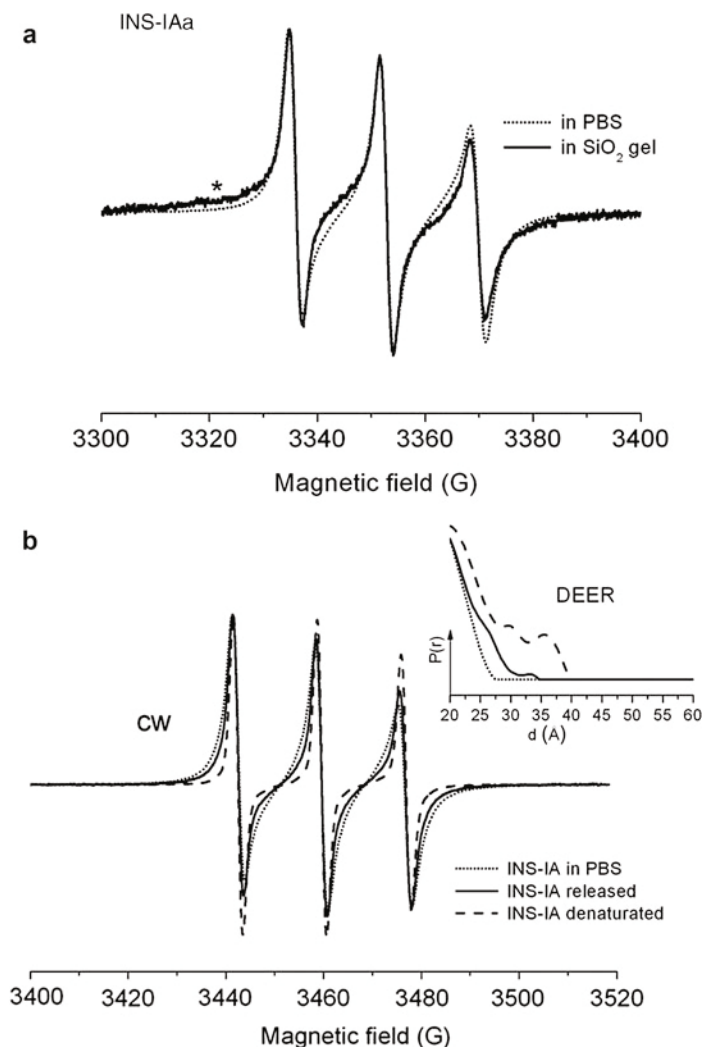 a
INS-IAa
in PBS
in SiO₂ gel
*
3300 3320 3340 3360 3380 3400
Magnetic field (G)
b
DEER
P(r)
20 25 30 35 40 45 50 55 60
d (A)
CW
INS-IA in PBS
INS-IA released
INS-IA denaturated
3400 3420 3440 3460 3480 3500 3520
Magnetic field (G)